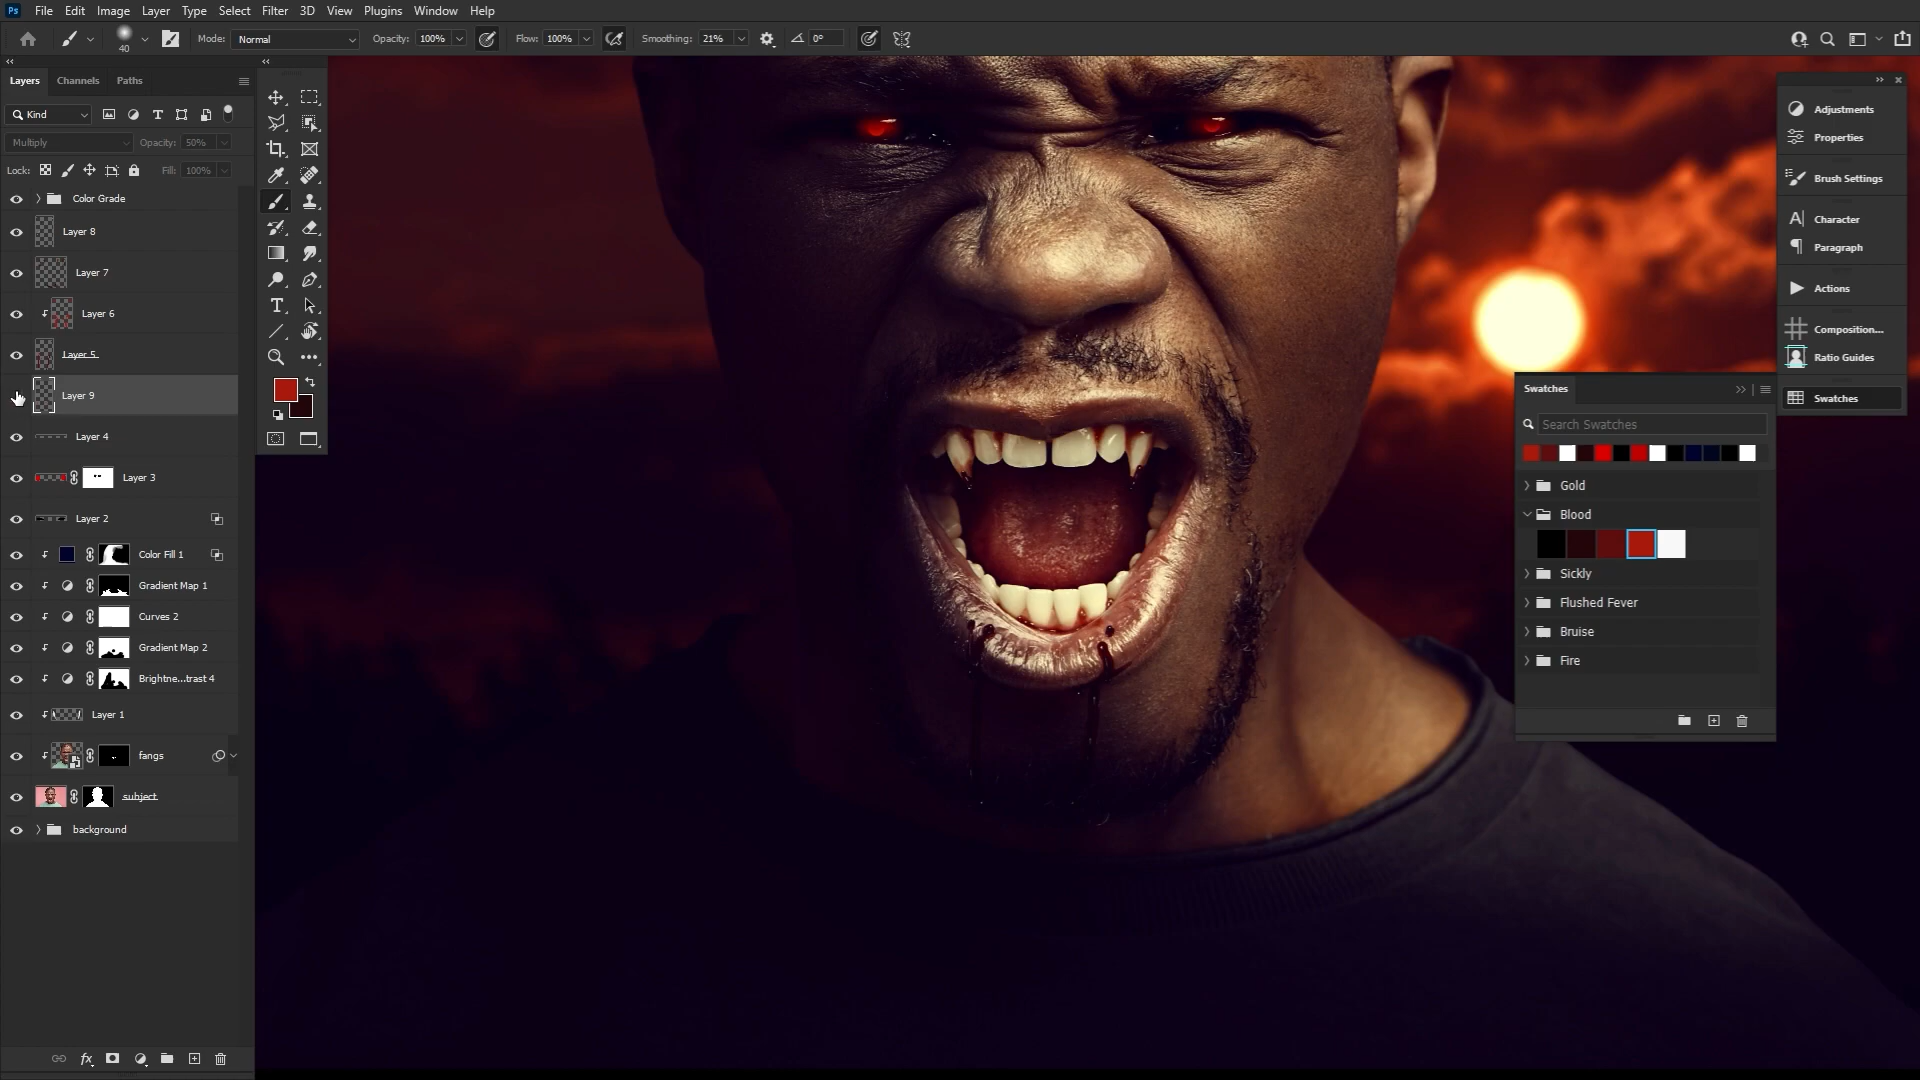 Ps File Edit Image Layer Type Select Filter 3D View Plugins Window Help
40 Mode: Normal Opacity: 100% Flow: 100% Smoothing: 21% 0°
Layers Channels Paths
Kind
Multiply Opacity: 50%
Lock: Fill: 100%
Color Grade
Layer 8
Layer 7
Layer 6
Layer 5
Layer 9
Layer 4
Layer 3
Layer 2
Color Fill 1
Gradient Map 1
Curves 2
Gradient Map 2
Brightne...trast 4
Layer 1
fangs
subject
background
fx
Adjustments
Properties
Brush Settings
Character
Paragraph
Actions
Composition...
Ratio Guides
Swatches
Swatches
Search Swatches
Gold
Blood
Sickly
Flushed Fever
Bruise
Fire